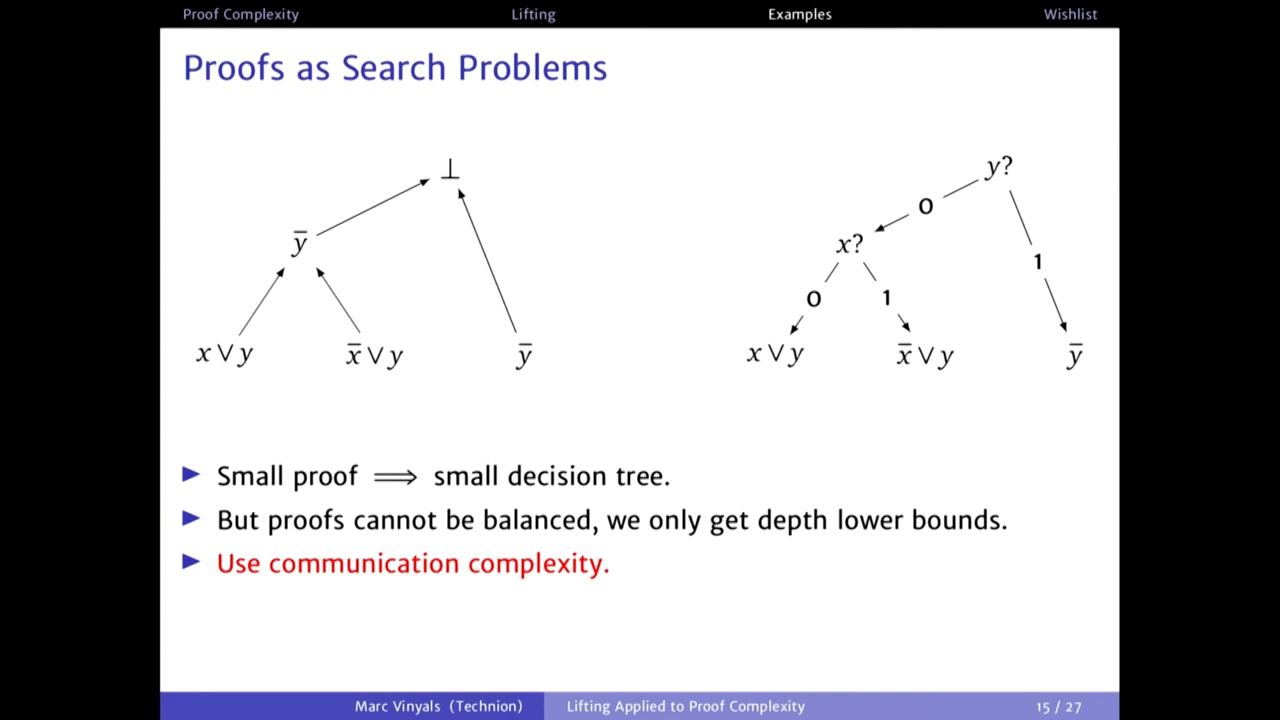 Proof Complexity Lifting Examples Wishlist
Proofs as Search Problems
⊥ y?
0
ȳ x? 1
0 1
x ∨ y x̄ ∨ y ȳ x ∨ y x̄ ∨ y ȳ
▶ Small proof ⟹ small decision tree.
▶ But proofs cannot be balanced, we only get depth lower bounds.
▶ Use communication complexity.
Marc Vinyals (Technion) Lifting Applied to Proof Complexity 15 / 27